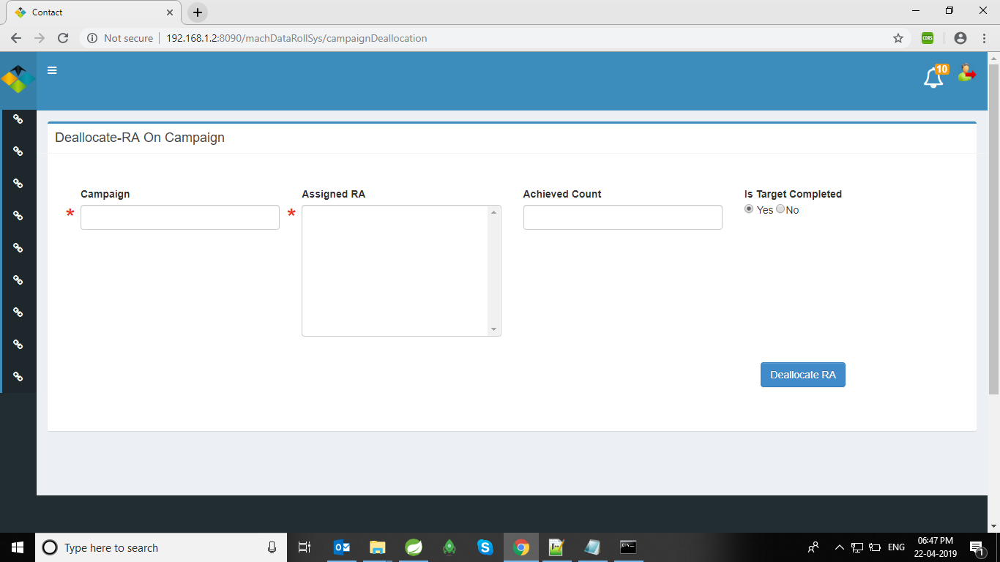 Contact
Not secure
192.168.1.2:8090/machDataRollSys/campaignDeallocation
CORS
10
Deallocate-RA On Campaign
Campaign
Assigned RA
Achieved Count
Is Target Completed
*
*
Yes No
Deallocate RA
Type here to search
ENG
06:47 PM
22-04-2019
1